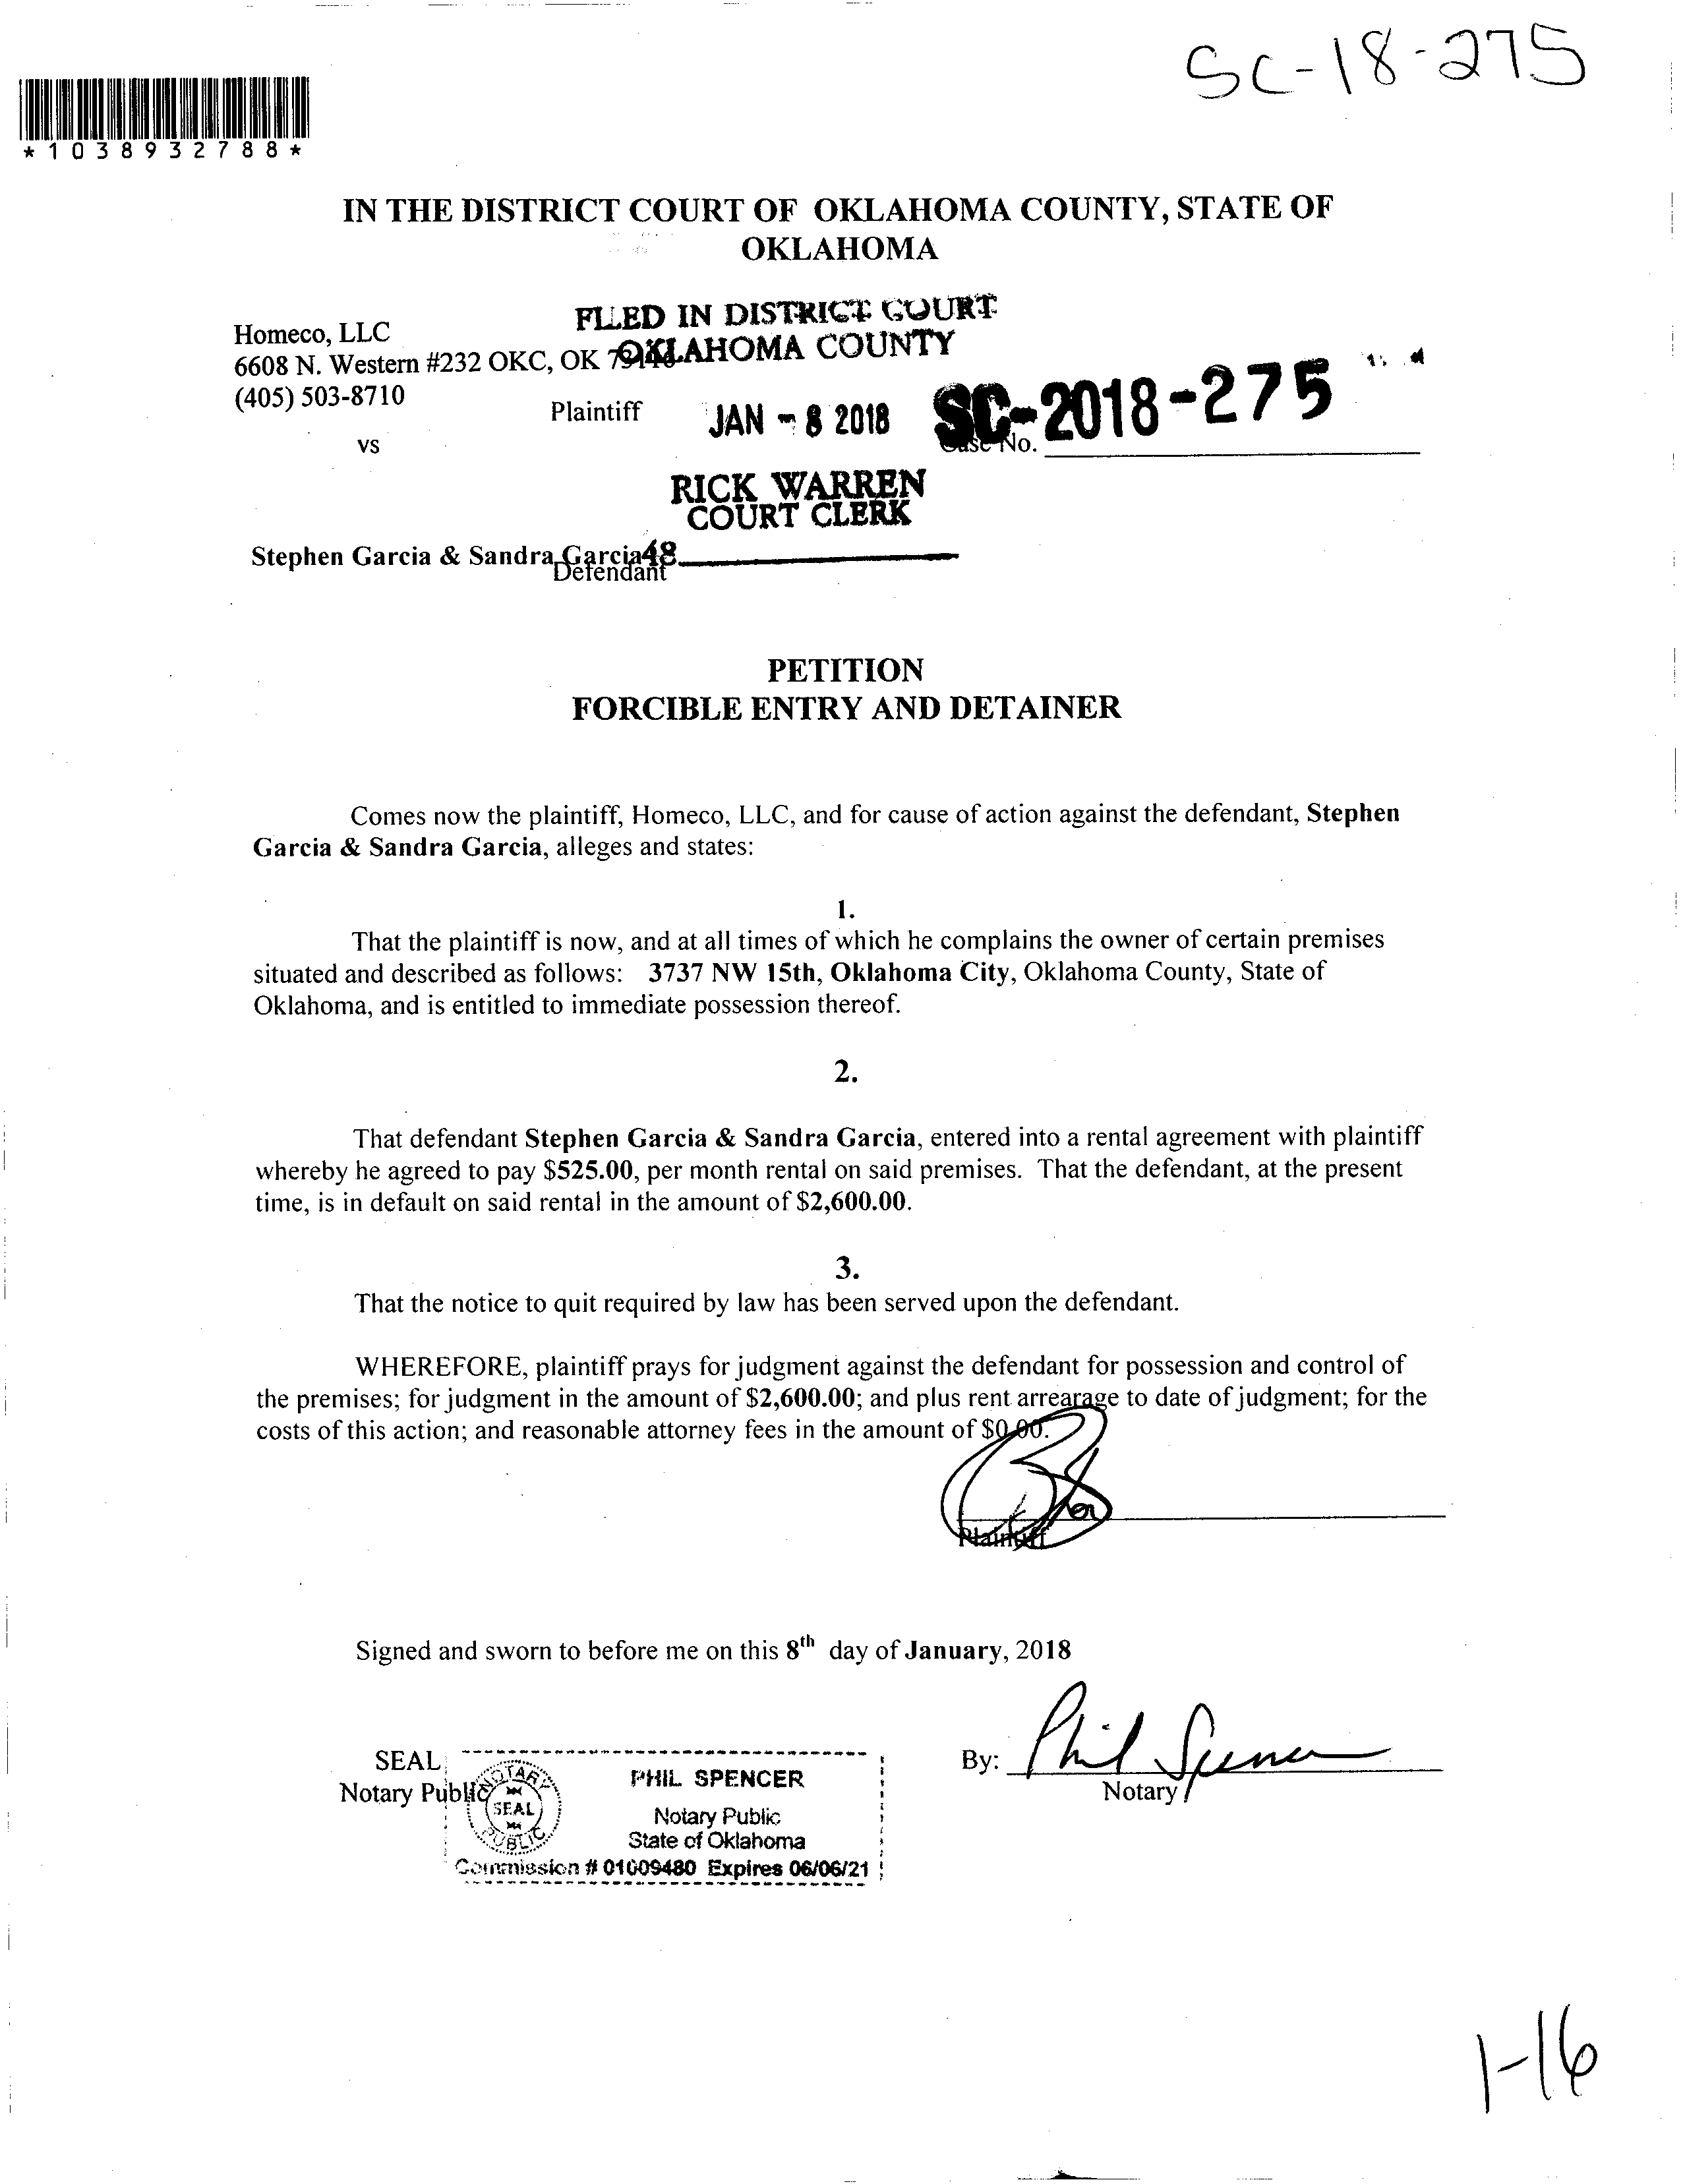 SC-18-275
*1038932788*
IN THE DISTRICT COURT OF OKLAHOMA COUNTY, STATE OF
OKLAHOMA
FILED IN DISTRICT COURT
OKLAHOMA COUNTY
Homeco, LLC
6608 N. Western #232 OKC, OK
(405) 503-8710
Plaintiff
JAN - 8 2018
SC-2018-275
Case No.
vs
RICK WARREN
COURT CLERK
48
Stephen Garcia & Sandra Garcia
Defendant
PETITION
FORCIBLE ENTRY AND DETAINER
Comes now the plaintiff, Homeco, LLC, and for cause of action against the defendant, Stephen
Garcia & Sandra Garcia, alleges and states:
1.
That the plaintiff is now, and at all times of which he complains the owner of certain premises
situated and described as follows: 3737 NW 15th, Oklahoma City, Oklahoma County, State of
Oklahoma, and is entitled to immediate possession thereof.
2.
That defendant Stephen Garcia & Sandra Garcia, entered into a rental agreement with plaintiff
whereby he agreed to pay $525.00, per month rental on said premises. That the defendant, at the present
time, is in default on said rental in the amount of $2,600.00.
3.
That the notice to quit required by law has been served upon the defendant.
WHEREFORE, plaintiff prays for judgment against the defendant for possession and control of
the premises; for judgment in the amount of $2,600.00; and plus rent arrearage to date of judgment; for the
costs of this action; and reasonable attorney fees in the amount of $0.00.
Plaintiff
Signed and sworn to before me on this 8th day of January, 2018
SEAL
Notary Public
NOTARY
SEAL
PUBLIC
PHIL SPENCER
Notary Public
State of Oklahoma
Commission # 01009480 Expires 06/06/21
By: Phil Spencer
Notary
1-16